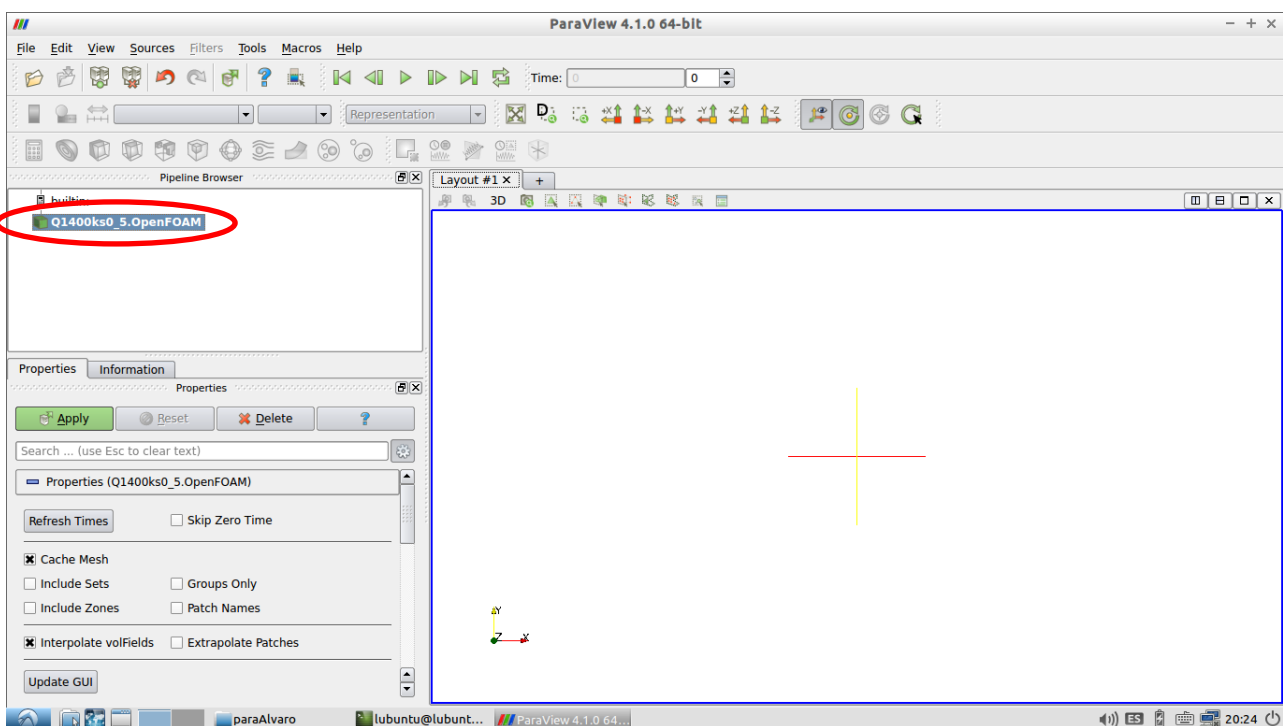 ParaView 4.1.0 64-bit
File Edit View Sources Filters Tools Macros Help
Time: 0 0
Representation
+X -X +Y -Y +Z -Z
Pipeline Browser
builtin:
Q1400ks0_5.OpenFOAM
Layout #1 +
3D
Properties Information
Properties
Apply Reset Delete ?
Search ... (use Esc to clear text)
Properties (Q1400ks0_5.OpenFOAM)
Refresh Times Skip Zero Time
Cache Mesh
Include Sets Groups Only
Include Zones Patch Names
Interpolate volFields Extrapolate Patches
Update GUI
Y
Z X
paraAlvaro lubuntu@lubunt... ParaView 4.1.0 64... ES 20:24